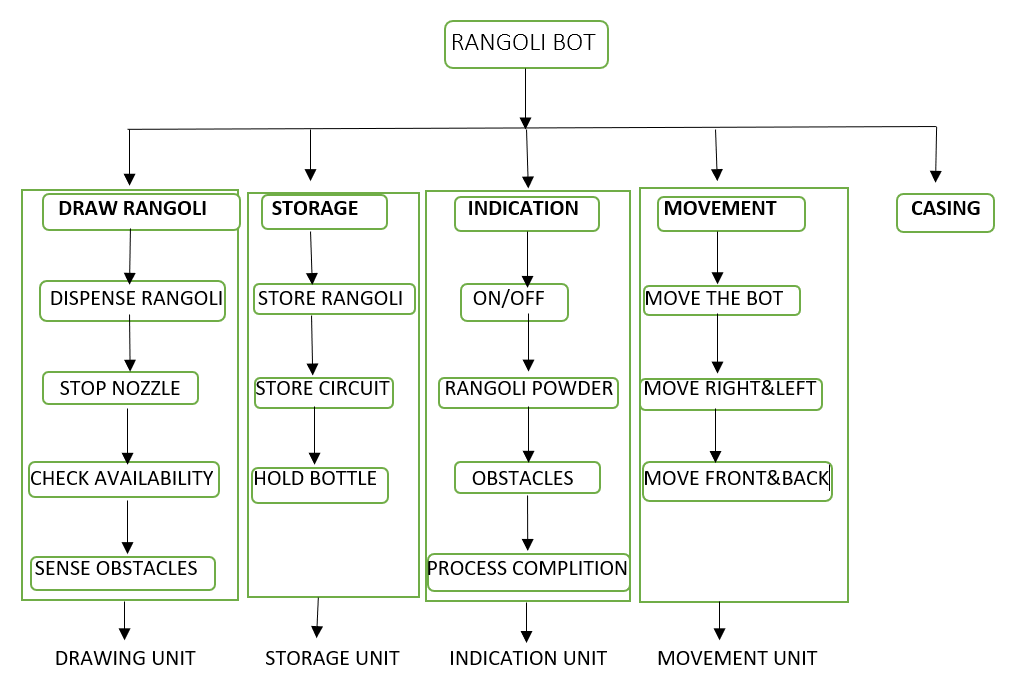 RANGOLI BOT
DRAW RANGOLI
DISPENSE RANGOLI
STOP NOZZLE
CHECK AVAILABILITY
SENSE OBSTACLES
DRAWING UNIT
STORAGE
STORE RANGOLI
STORE CIRCUIT
HOLD BOTTLE
STORAGE UNIT
INDICATION
ON/OFF
RANGOLI POWDER
OBSTACLES
PROCESS COMPLITION
INDICATION UNIT
MOVEMENT
MOVE THE BOT
MOVE RIGHT&LEFT
MOVE FRONT&BACK
MOVEMENT UNIT
CASING